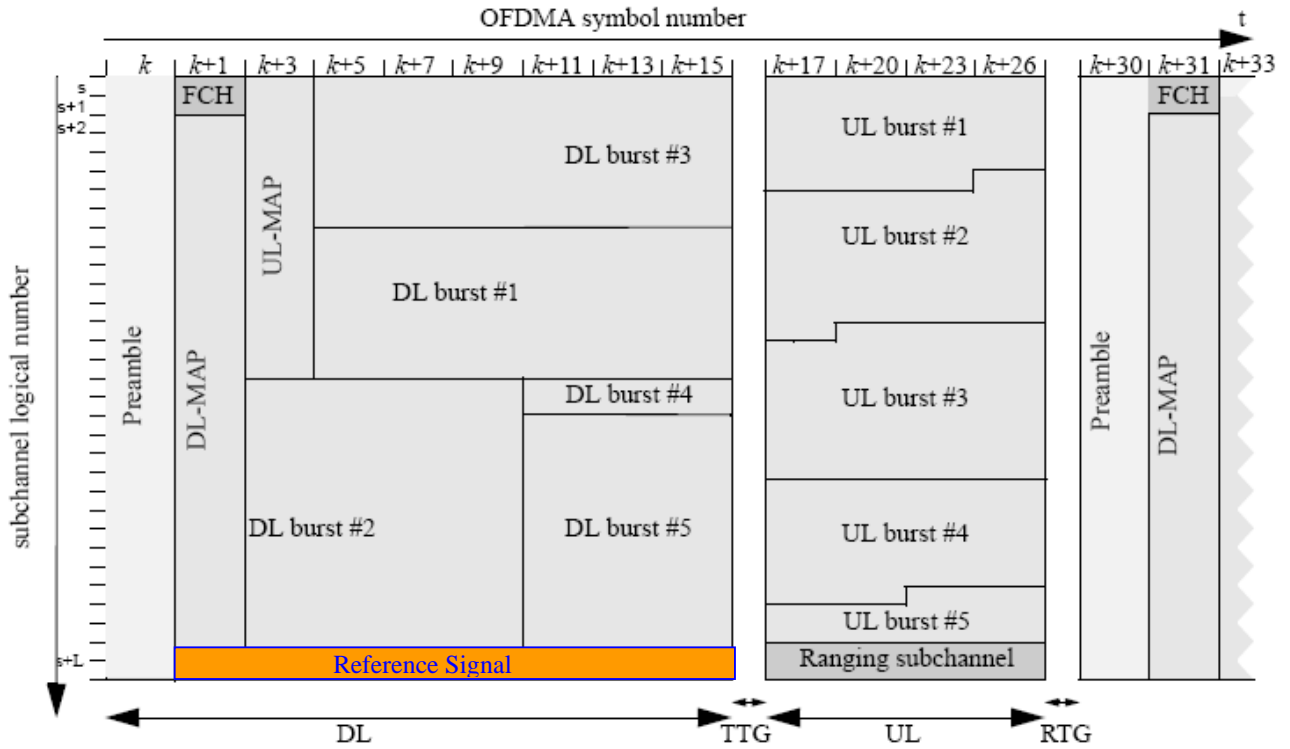 OFDMA symbol number
t
k k+1 k+3 k+5 k+7 k+9 k+11 k+13 k+15 k+17 k+20 k+23 k+26 k+30 k+31 k+33
subchannel logical number
s
s+1
s+2
s+L
Preamble
FCH
DL-MAP
UL-MAP
DL burst #3
DL burst #1
DL burst #4
DL burst #2
DL burst #5
Reference Signal
UL burst #1
UL burst #2
UL burst #3
UL burst #4
UL burst #5
Ranging subchannel
Preamble
FCH
DL-MAP
DL
TTG
UL
RTG